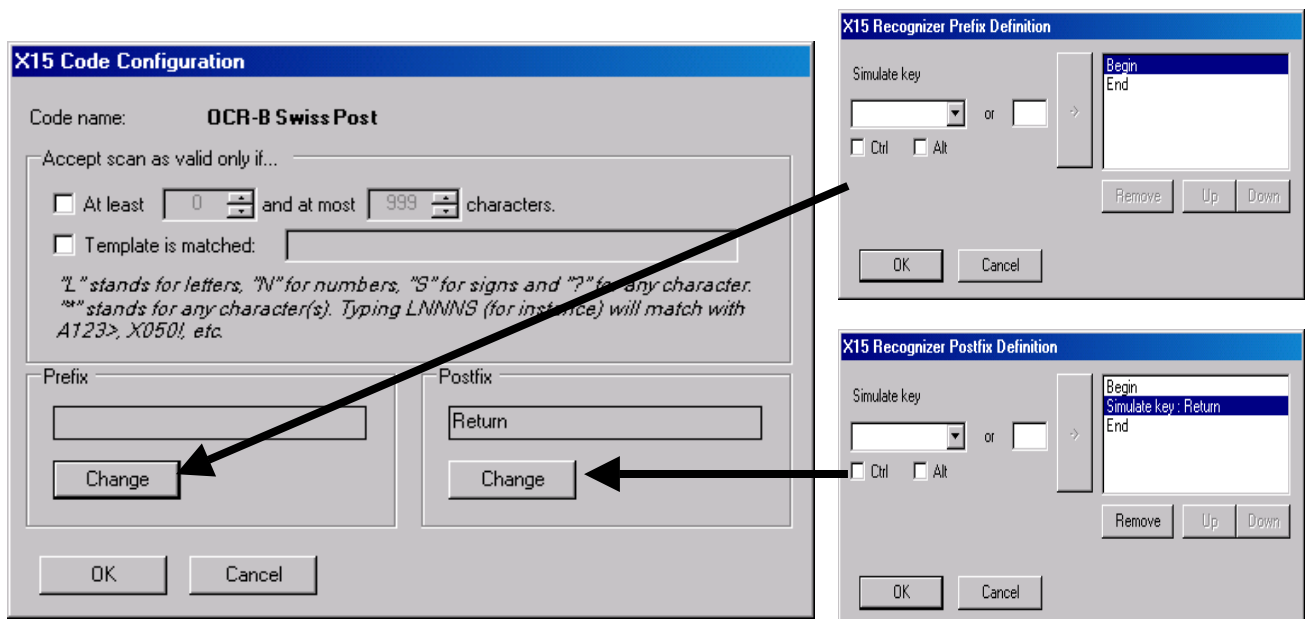 X15 Code Configuration
Code name: OCR-B Swiss Post
Accept scan as valid only if...
At least 0 and at most 999 characters.
Template is matched:
"L" stands for letters, "N" for numbers, "S" for signs and "?" for any character.
"*" stands for any character(s). Typing LNNNS (for instance) will match with
A123>, X050!, etc.
Prefix
Change
Postfix
Return
Change
OK Cancel
X15 Recognizer Prefix Definition
Simulate key
or
->
Ctrl Alt
Begin
End
Remove Up Down
OK Cancel
X15 Recognizer Postfix Definition
Simulate key
or
->
Ctrl Alt
Begin
Simulate key : Return
End
Remove Up Down
OK Cancel